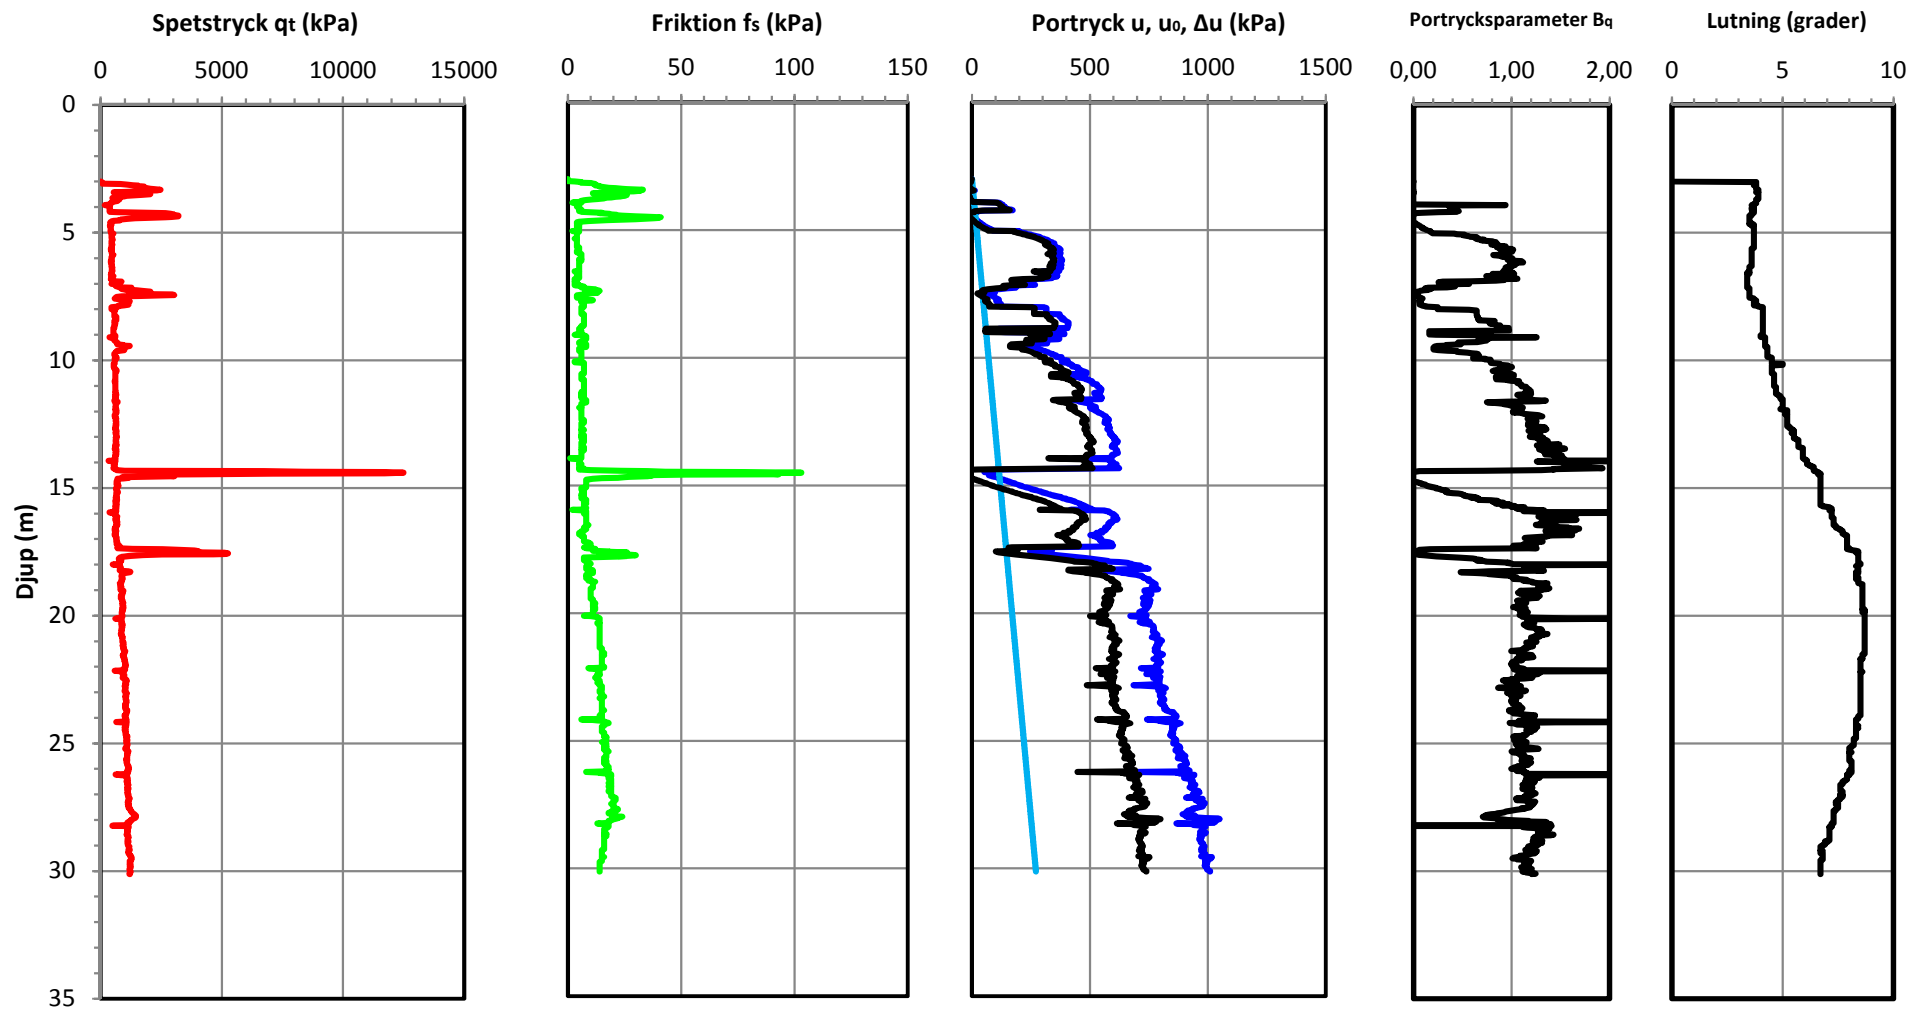 Spetstryck qt (kPa)
Friktion fs (kPa)
Portryck u, u₀, Δu (kPa)
Portrycksparameter Bq
Lutning (grader)
0 5000 10000 15000
0 50 100 150
0 500 1000 1500
0,00 1,00 2,00
0 5 10
0
5
10
15
20
25
30
35
Djup (m)